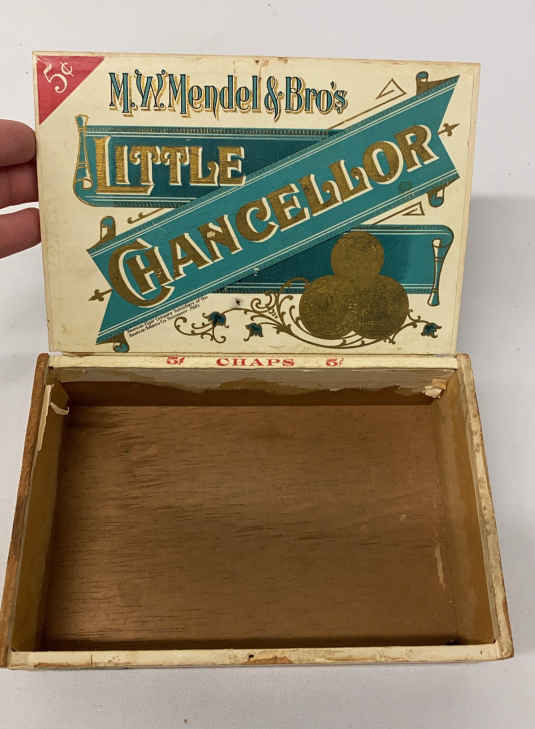 5¢
M.W. Mendel & Bro's
LITTLE
CHANCELLOR
5¢ CHAPS 5¢